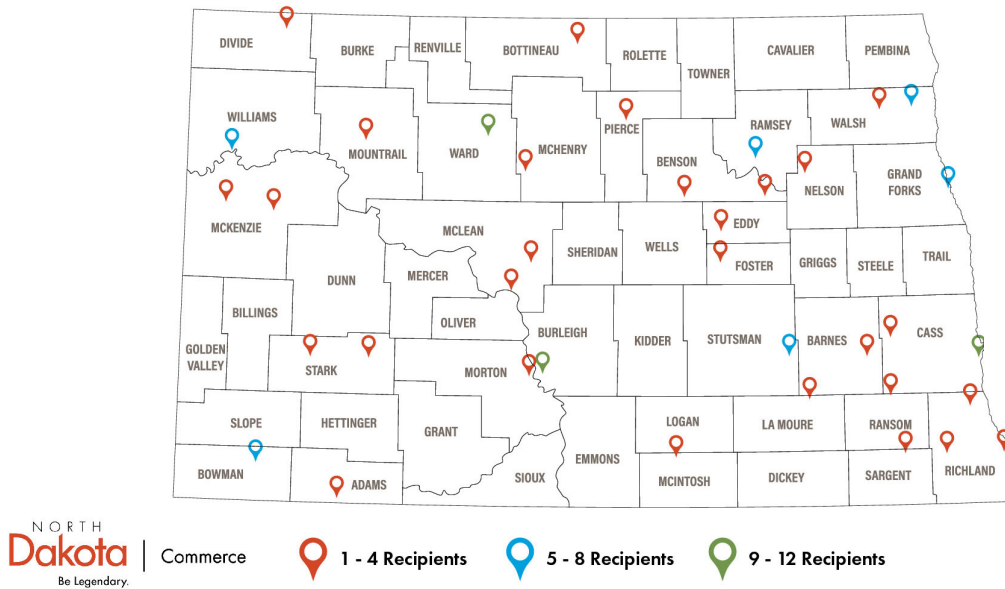 DIVIDE
BURKE
RENVILLE
BOTTINEAU
ROLETTE
TOWNER
CAVALIER
PEMBINA
WILLIAMS
MOUNTRAIL
WARD
MCHENRY
PIERCE
BENSON
RAMSEY
WALSH
NELSON
GRAND
FORKS
MCKENZIE
DUNN
MCLEAN
MERCER
OLIVER
SHERIDAN
WELLS
EDDY
FOSTER
GRIGGS
STEELE
TRAIL
BILLINGS
GOLDEN
VALLEY
STARK
MORTON
BURLEIGH
KIDDER
STUTSMAN
BARNES
CASS
SLOPE
HETTINGER
GRANT
BOWMAN
ADAMS
SIOUX
EMMONS
LOGAN
MCINTOSH
LA MOURE
DICKEY
RANSOM
SARGENT
RICHLAND
NORTH
Dakota
Be Legendary.
Commerce
1 - 4 Recipients
5 - 8 Recipients
9 - 12 Recipients